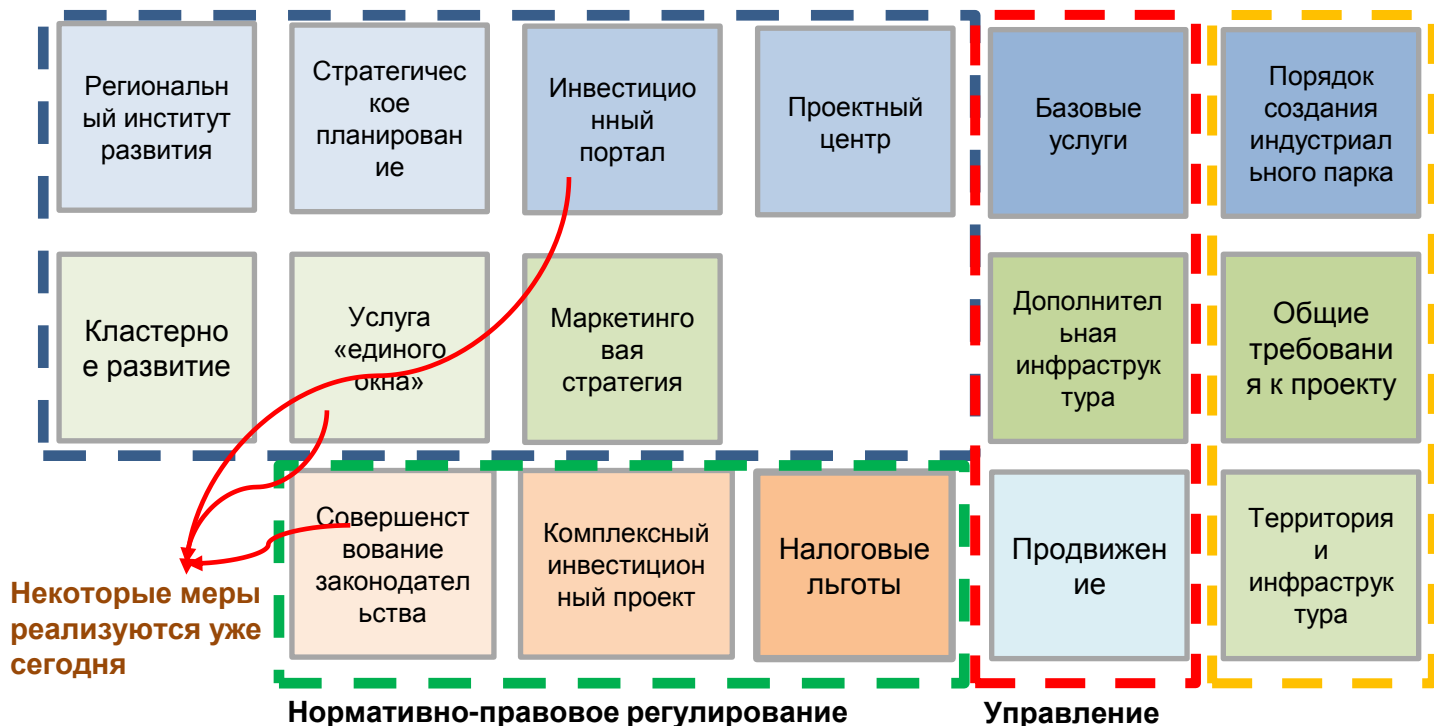 Региональн
ый институт
развития
Стратегичес
кое
планирован
ие
Инвестицио
нный
портал
Проектный
центр
Базовые
услуги
Порядок
создания
индустриал
ьного парка
Кластерно
е развитие
Услуга
«единого
окна»
Маркетинго
вая
стратегия
Дополнител
ьная
инфраструк
тура
Общие
требовани
я к проекту
Совершенст
вование
законодател
ьства
Комплексный
инвестицион
ный проект
Налоговые
льготы
Продвижен
ие
Территория
и
инфраструк
тура
Некоторые меры
реализуются уже
сегодня
Нормативно-правовое регулирование
Управление